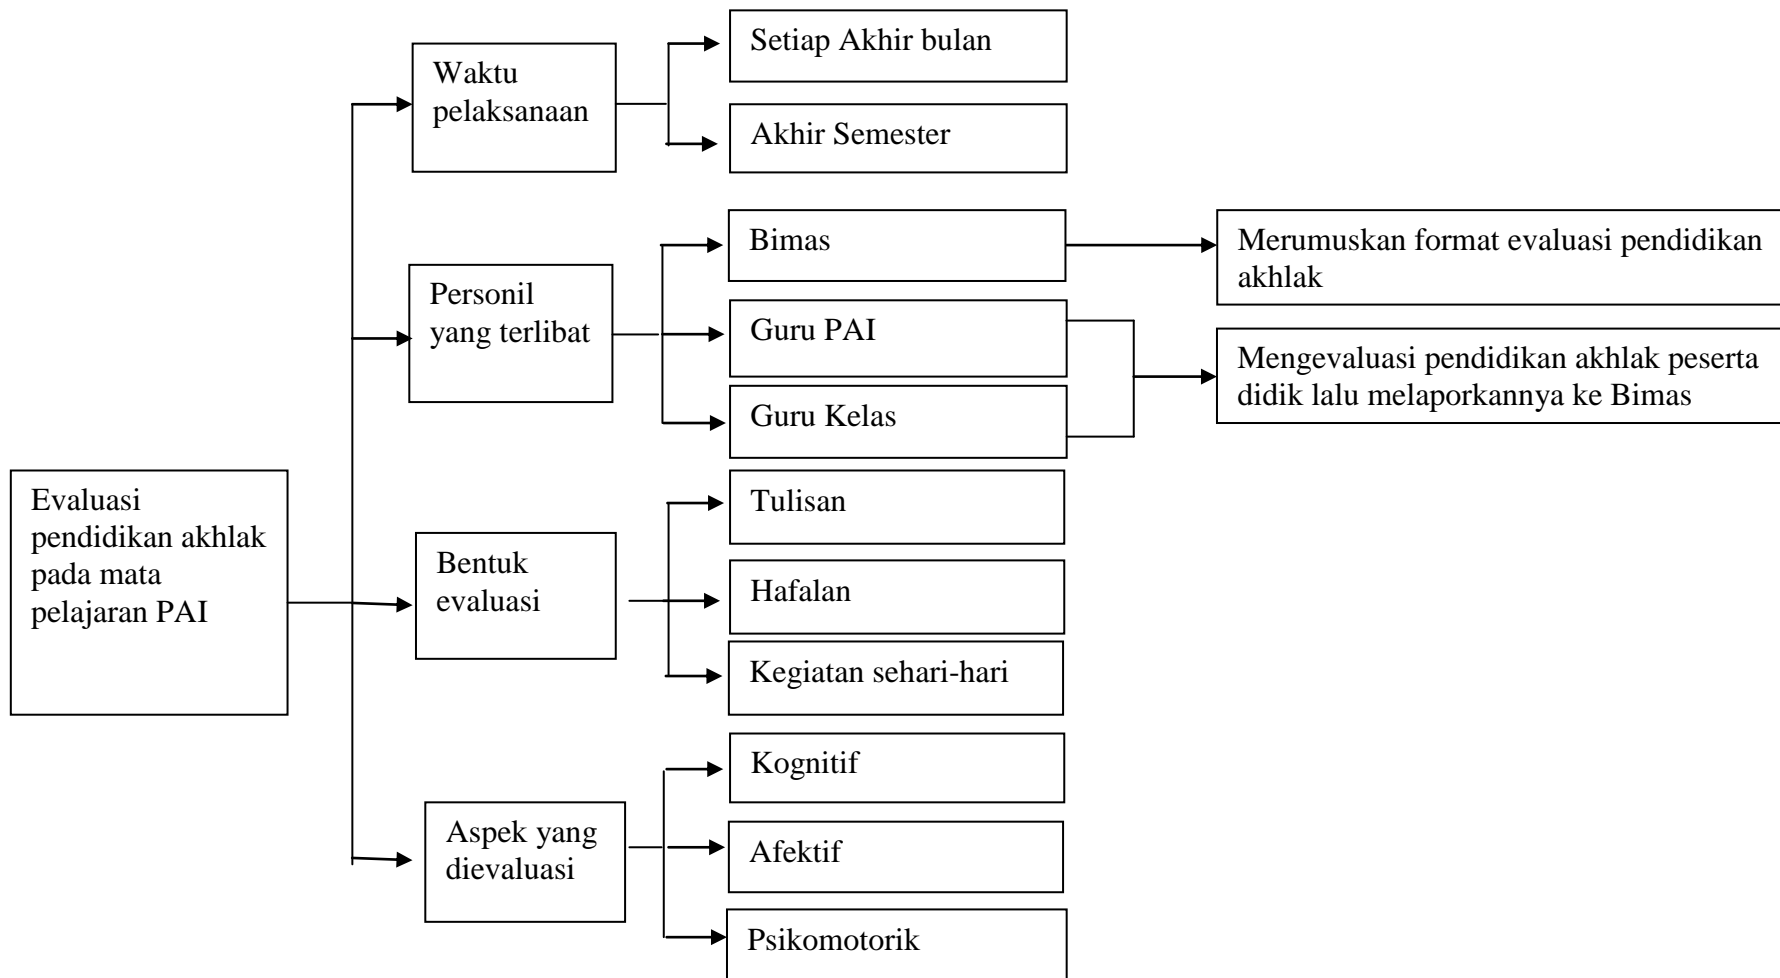 Setiap Akhir bulan
Waktu
pelaksanaan
Akhir Semester
Bimas
Merumuskan format evaluasi pendidikan
akhlak
Personil
yang terlibat
Guru PAI
Mengevaluasi pendidikan akhlak peserta
didik lalu melaporkannya ke Bimas
Guru Kelas
Evaluasi
pendidikan akhlak
pada mata
pelajaran PAI
Tulisan
Bentuk
evaluasi
Hafalan
Kegiatan sehari-hari
Kognitif
Aspek yang
dievaluasi
Afektif
Psikomotorik